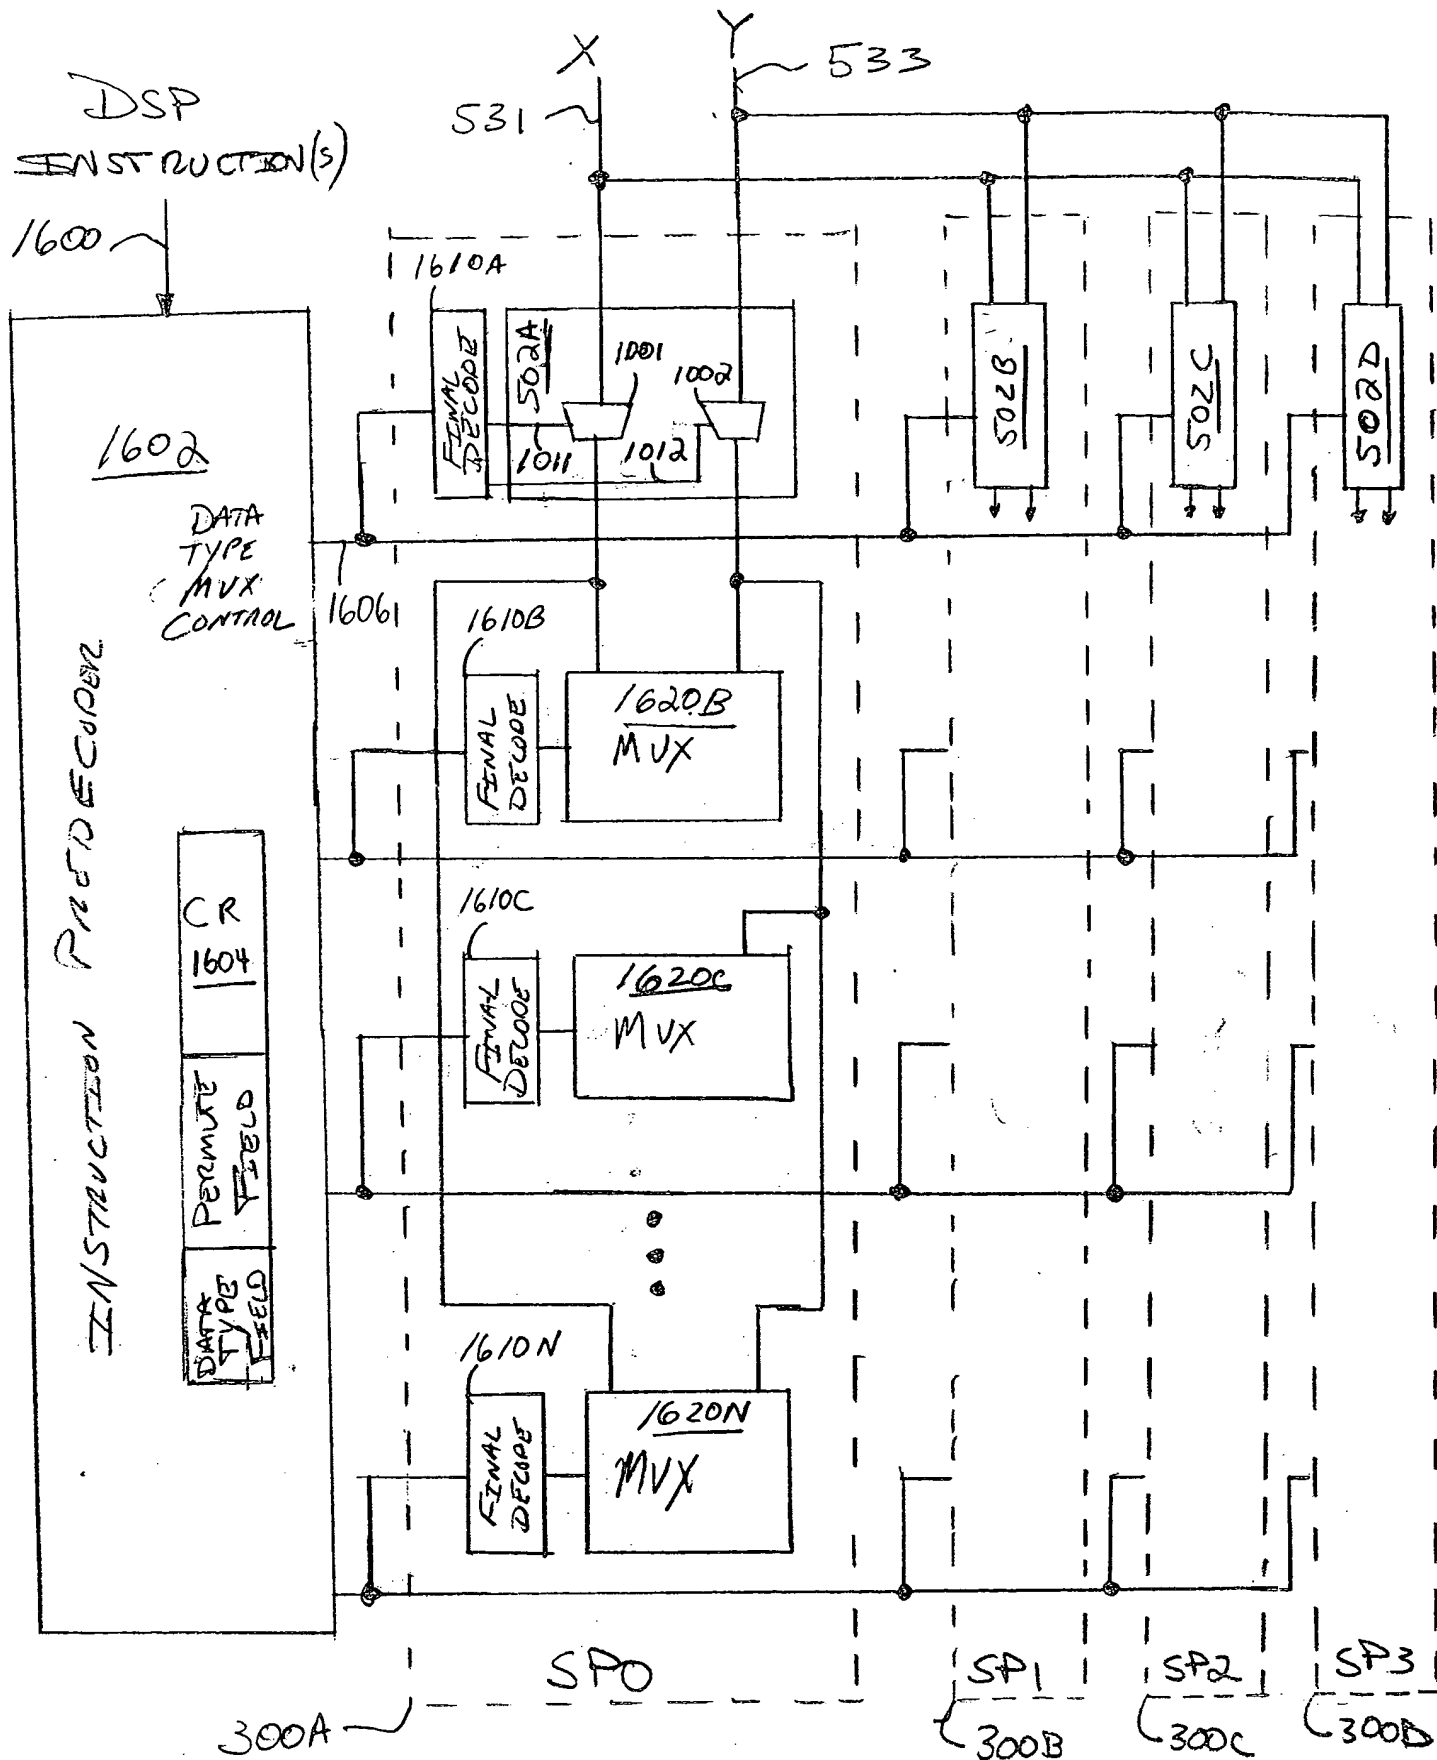 X
Y
533
531
DSP
INSTRUCTION(S)
1600
1610A
FINAL
DECODE
502A
1001
1002
1011
1012
502B
502C
502D
1602
DATA
TYPE
MUX
CONTROL
1606
INSTRUCTION PREDECODER
1610B
FINAL
DECODE
1620B
MUX
CR
1604
PERMUTE
FIELD
DATA
TYPE
FIELD
1610C
FINAL
DECODE
1620C
MUX
1610N
FINAL
DECODE
1620N
MUX
SP0
SP1
SP2
SP3
300A
300B
300C
300D